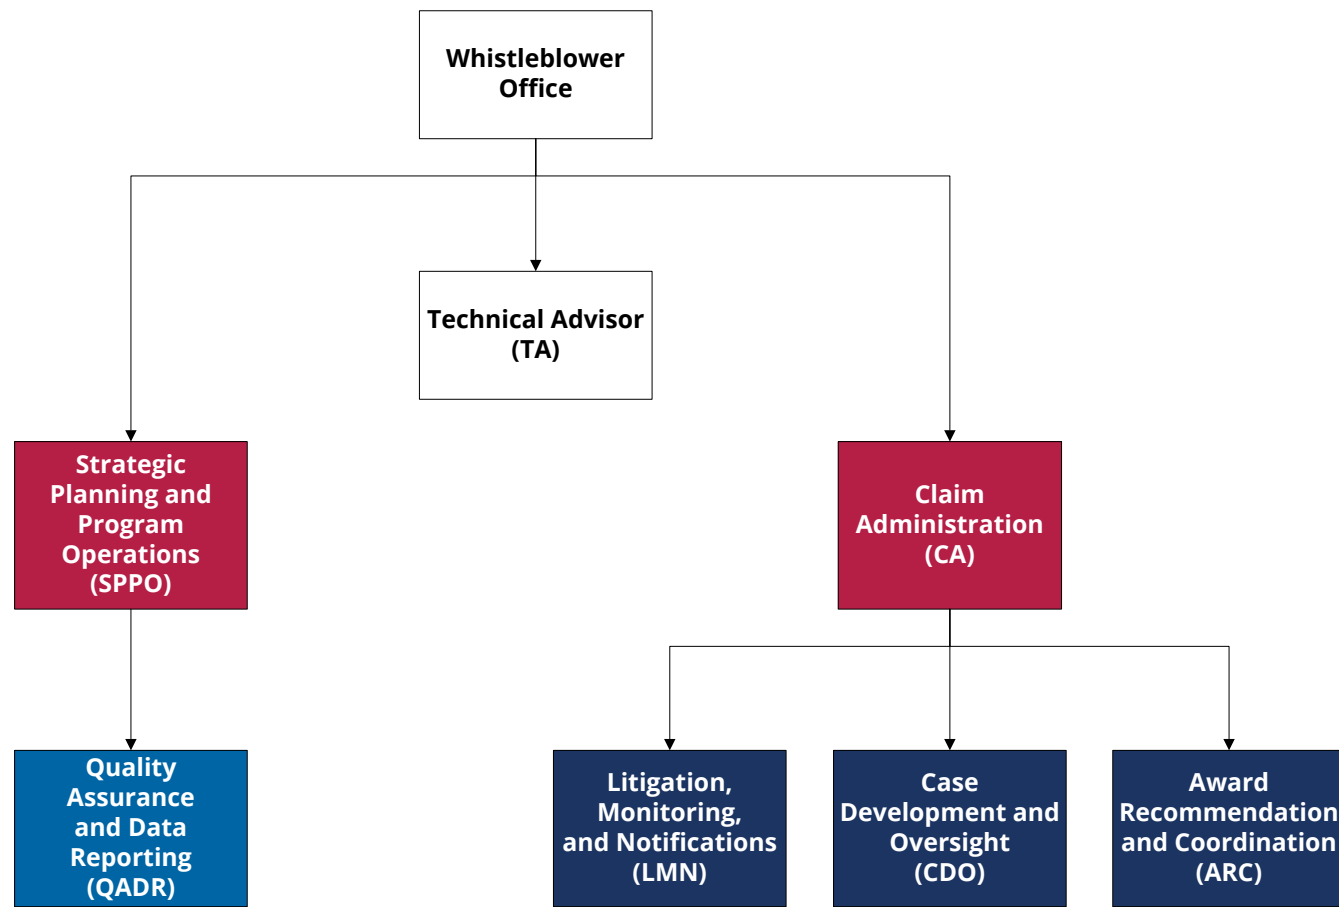 Whistleblower
Office
Technical Advisor
(TA)
Strategic
Planning and
Program
Operations
(SPPO)
Claim
Administration
(CA)
Quality
Assurance
and Data
Reporting
(QADR)
Litigation,
Monitoring,
and Notifications
(LMN)
Case
Development and
Oversight
(CDO)
Award
Recommendation
and Coordination
(ARC)